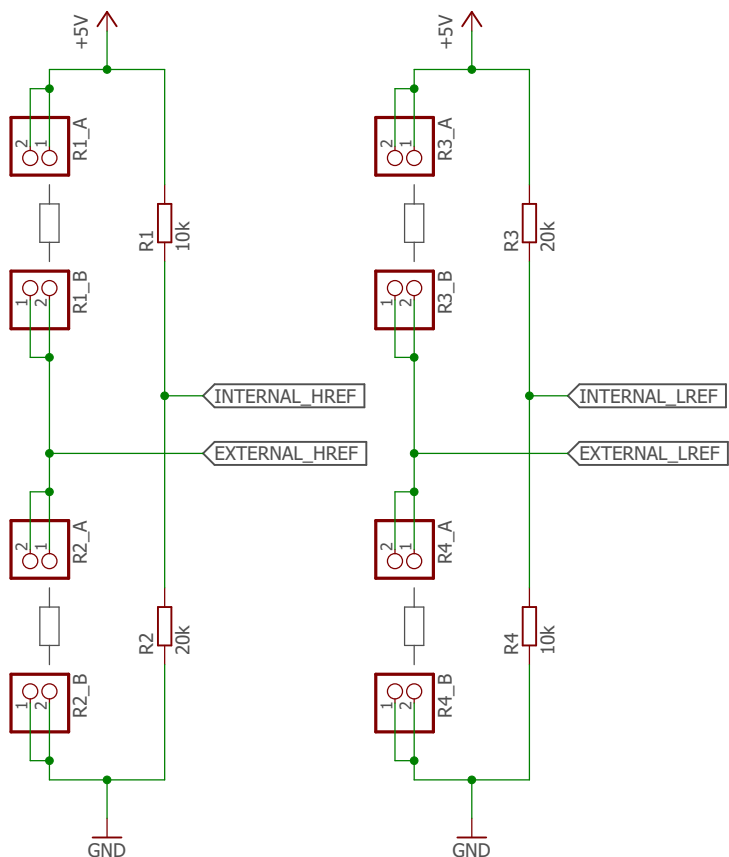 +5V
+5V
2
1
R1_A
2
1
R3_A
R1
10k
R3
20k
1
2
R1_B
1
2
R3_B
INTERNAL_HREF
INTERNAL_LREF
EXTERNAL_HREF
EXTERNAL_LREF
2
1
R2_A
2
1
R4_A
R2
20k
R4
10k
1
2
R2_B
1
2
R4_B
GND
GND